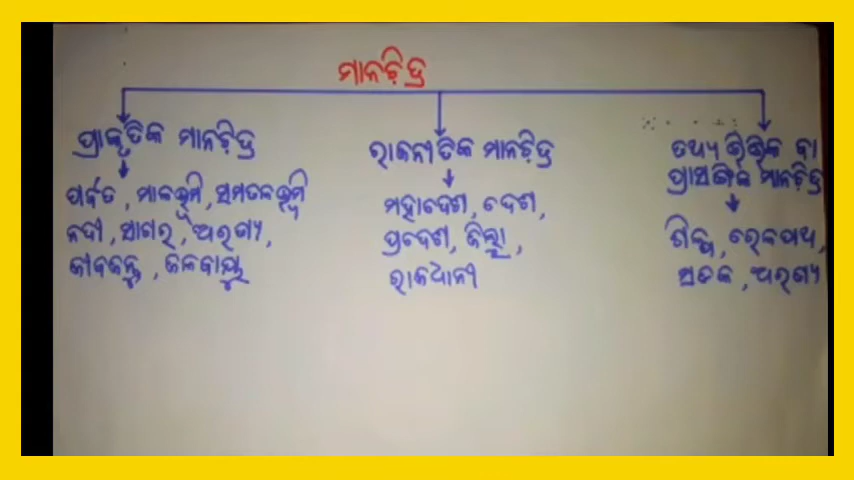 ମାନଚିତ୍ର
ପ୍ରାକୃତିକ ମାନଚିତ୍ର
ପର୍ବତ, ମାଳଭୂମି, ସମତଳଭୂମି
ନଦୀ, ସାଗର, ଅରଣ୍ୟ,
ଜୀବଜନ୍ତୁ, ଜଳବାୟୁ
ରାଜନୀତିକ ମାନଚିତ୍ର
ମହାଦେଶ, ଦେଶ,
ପ୍ରଦେଶ, ଜିଲ୍ଲା,
ରାଜଧାନୀ
ତଥ୍ୟ ଭିତ୍ତିକ ବା
ପ୍ରାସଙ୍ଗିକ ମାନଚିତ୍ର
ଶିଳ୍ପ, ରେଳପଥ,
ସଡକ, ଅରଣ୍ୟ